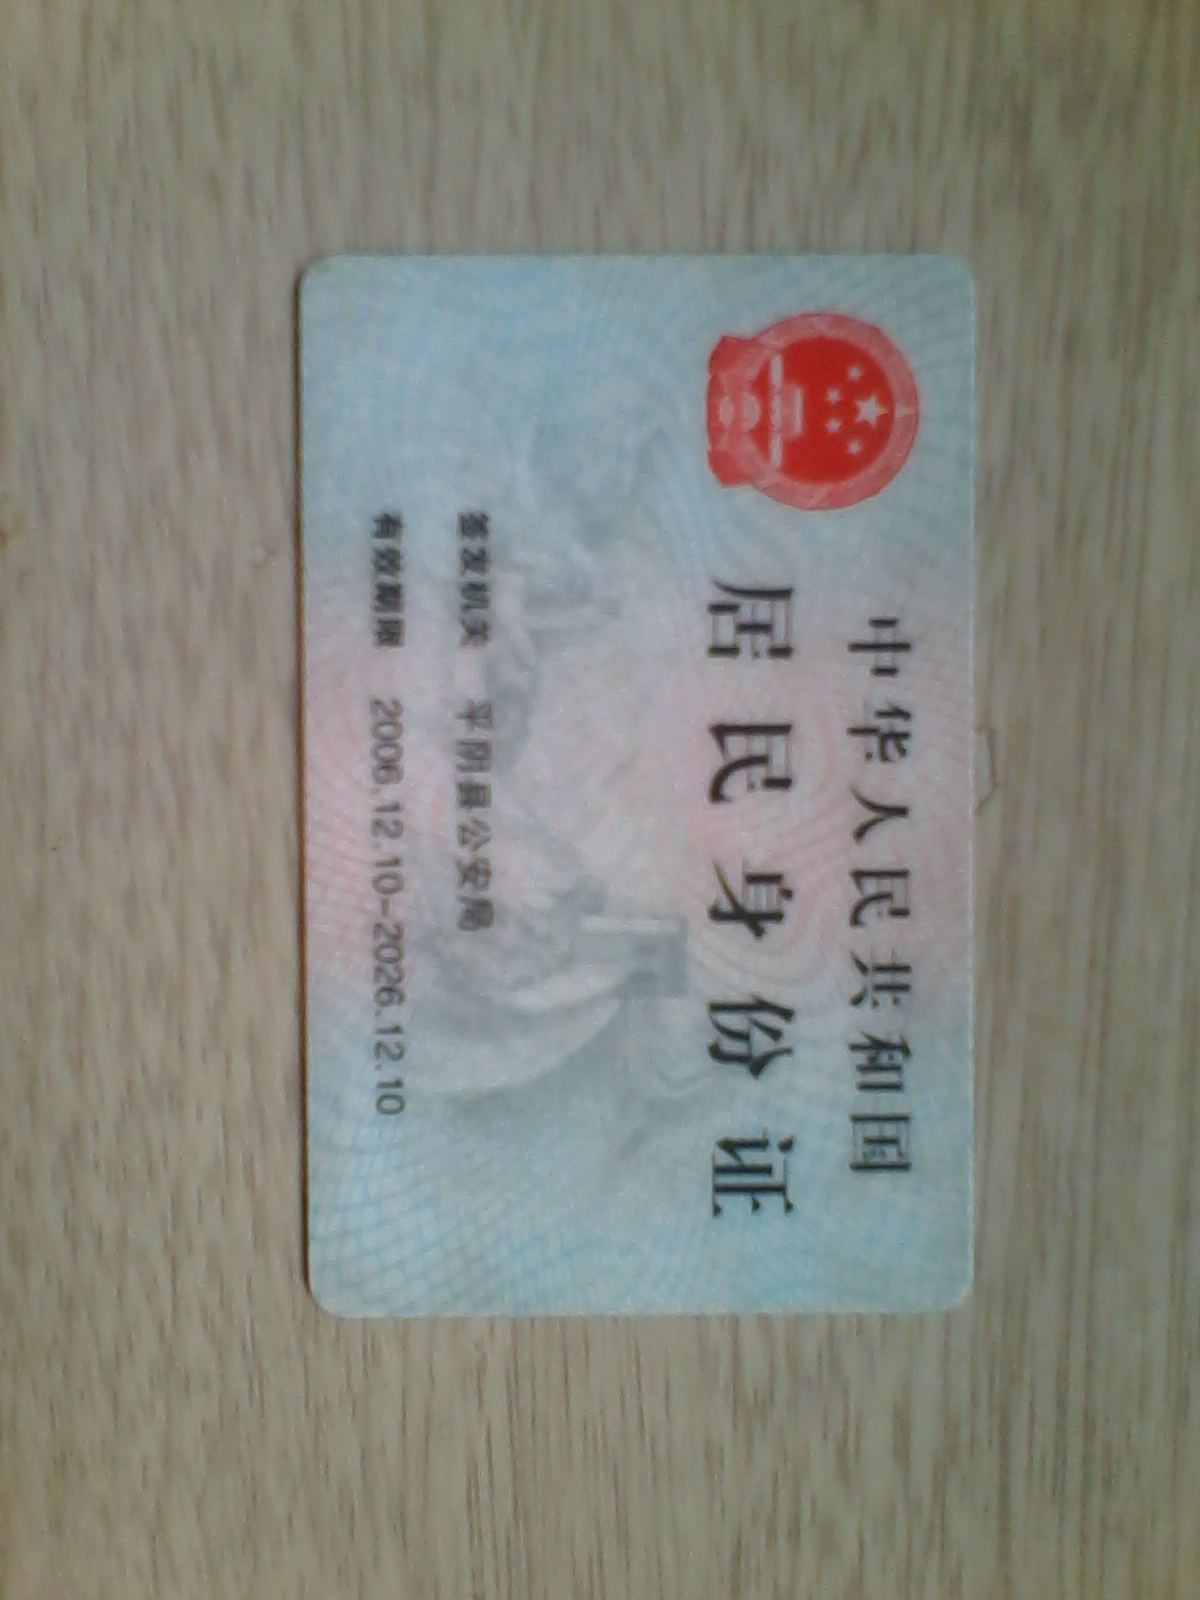 中华人民共和国
居民身份证
签发机关 平阴县公安局
有效期限 2006.12.10-2026.12.10